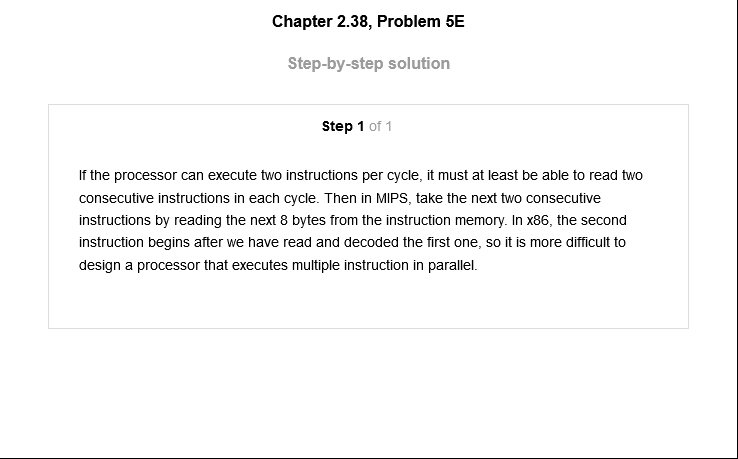 Chapter 2.38, Problem 5E
Step-by-step solution
Step 1 of 1
If the processor can execute two instructions per cycle, it must at least be able to read two
consecutive instructions in each cycle. Then in MIPS, take the next two consecutive
instructions by reading the next 8 bytes from the instruction memory. In x86, the second
instruction begins after we have read and decoded the first one, so it is more difficult to
design a processor that executes multiple instruction in parallel.